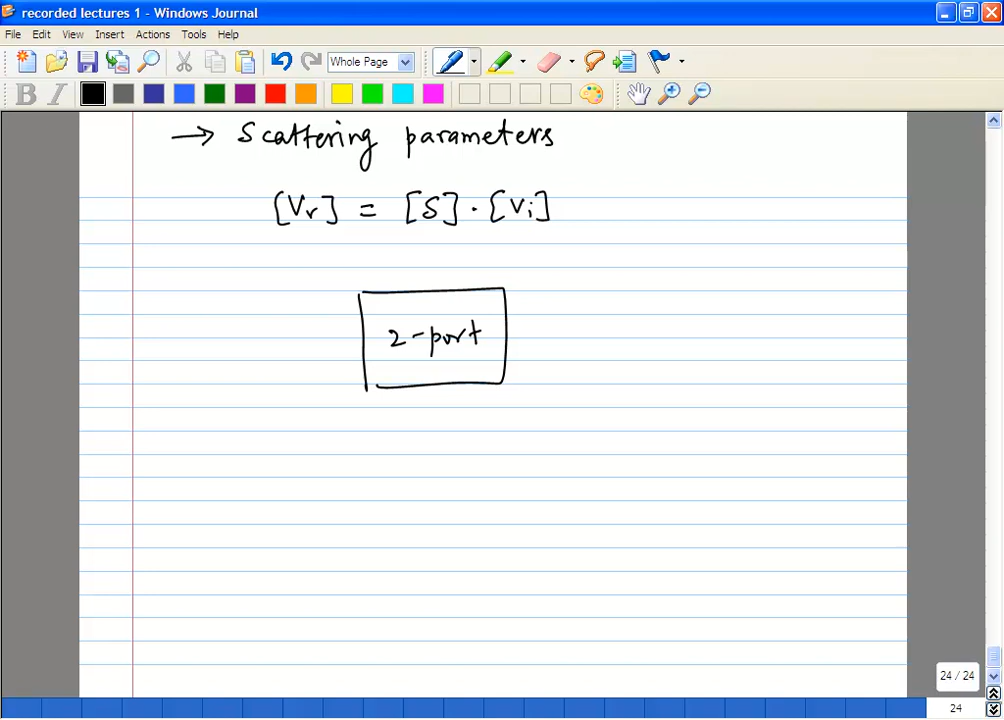 recorded lectures 1 - Windows Journal
File Edit View Insert Actions Tools Help
Whole Page
B I
→ Scattering parameters
[Vr] = [S] · [Vi]
2-port
24 / 24
24